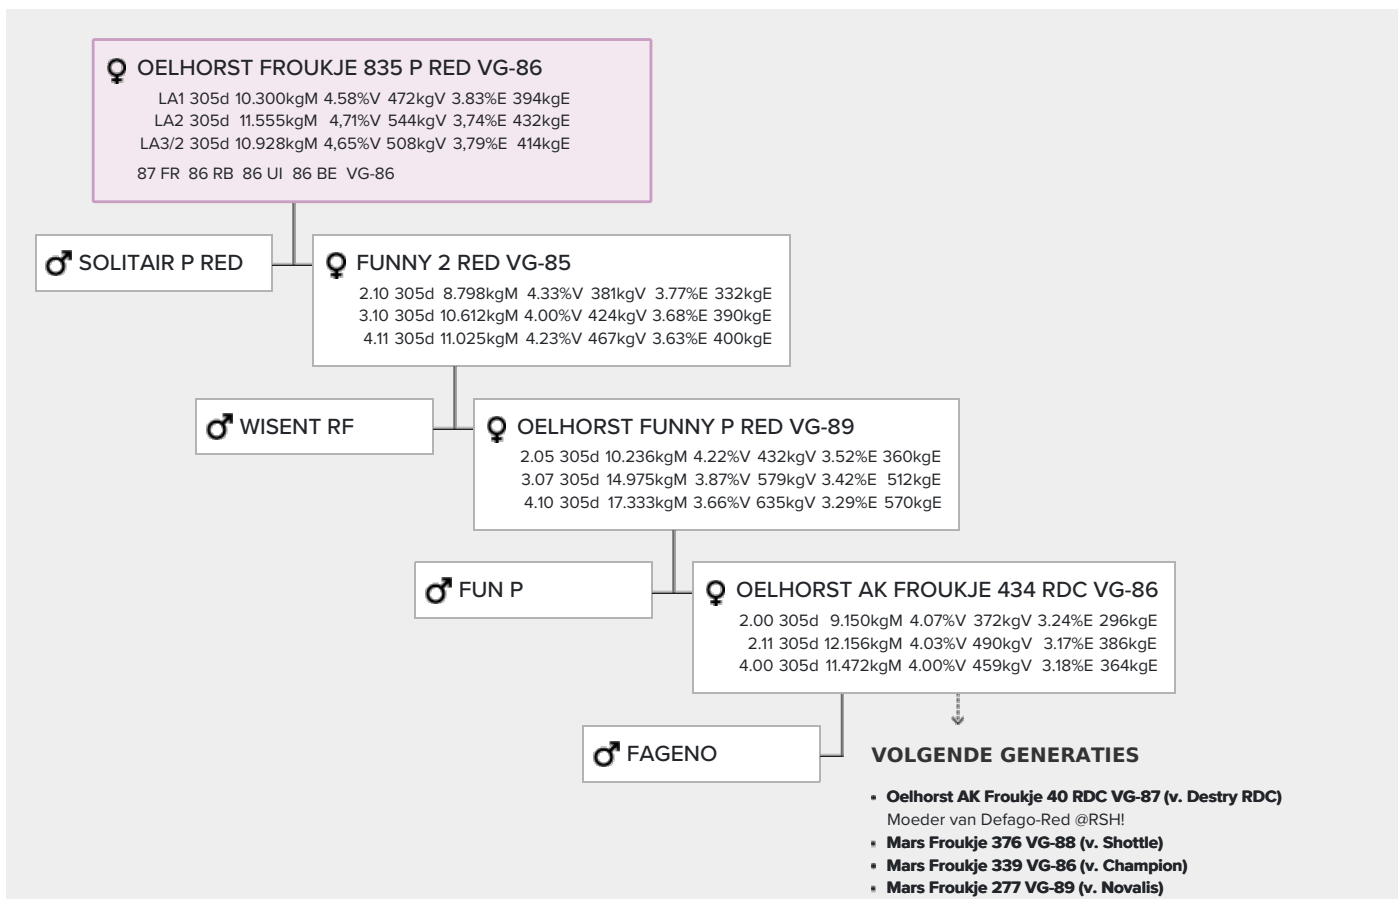 OELHORST FROUKJE 835 P RED VG-86
LA1 305d 10.300kgM 4.58%V 472kgV 3.83%E 394kgE
LA2 305d 11.555kgM 4,71%V 544kgV 3,74%E 432kgE
LA3/2 305d 10.928kgM 4,65%V 508kgV 3,79%E 414kgE
87 FR 86 RB 86 UI 86 BE VG-86
SOLITAIR P RED
FUNNY 2 RED VG-85
2.10 305d 8.798kgM 4.33%V 381kgV 3.77%E 332kgE
3.10 305d 10.612kgM 4.00%V 424kgV 3.68%E 390kgE
4.11 305d 11.025kgM 4.23%V 467kgV 3.63%E 400kgE
WISENT RF
OELHORST FUNNY P RED VG-89
2.05 305d 10.236kgM 4.22%V 432kgV 3.52%E 360kgE
3.07 305d 14.975kgM 3.87%V 579kgV 3.42%E 512kgE
4.10 305d 17.333kgM 3.66%V 635kgV 3.29%E 570kgE
FUN P
OELHORST AK FROUKJE 434 RDC VG-86
2.00 305d 9.150kgM 4.07%V 372kgV 3.24%E 296kgE
2.11 305d 12.156kgM 4.03%V 490kgV 3.17%E 386kgE
4.00 305d 11.472kgM 4.00%V 459kgV 3.18%E 364kgE
FAGENO
VOLGENDE GENERATIES
• Oelhorst AK Froukje 40 RDC VG-87 (v. Destry RDC)
Moeder van Defago-Red @RSH!
• Mars Froukje 376 VG-88 (v. Shottle)
• Mars Froukje 339 VG-86 (v. Champion)
• Mars Froukje 277 VG-89 (v. Novalis)